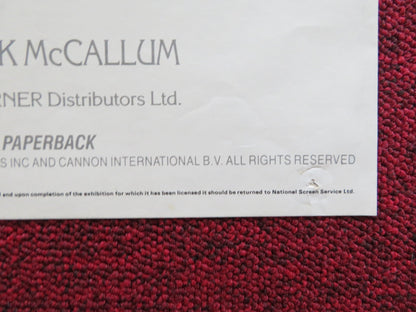 K McCALLUM
RNER Distributors Ltd.
PAPERBACK
S INC AND CANNON INTERNATIONAL B.V. ALL RIGHTS RESERVED
and upon completion of the exhibition for which it has been licensed it should be returned to National Screen Service Ltd.